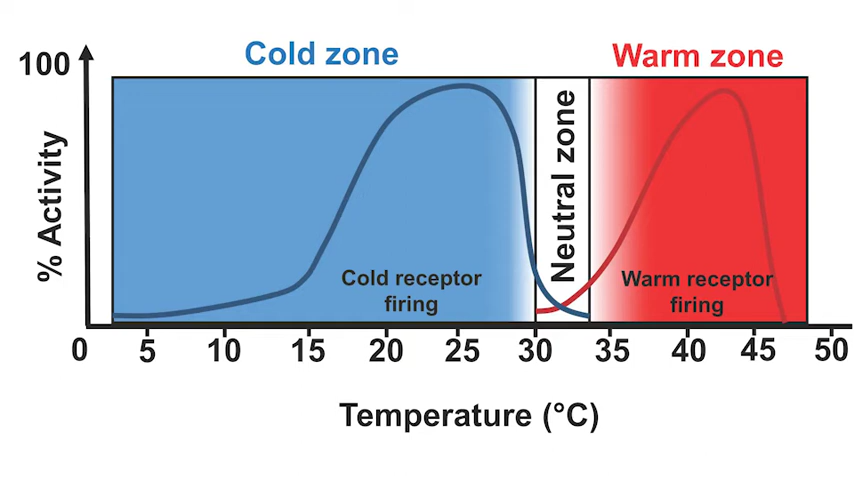 Cold zone
Warm zone
100
% Activity
Neutral zone
Cold receptor
firing
Warm receptor
firing
0 5 10 15 20 25 30 35 40 45 50
Temperature (°C)